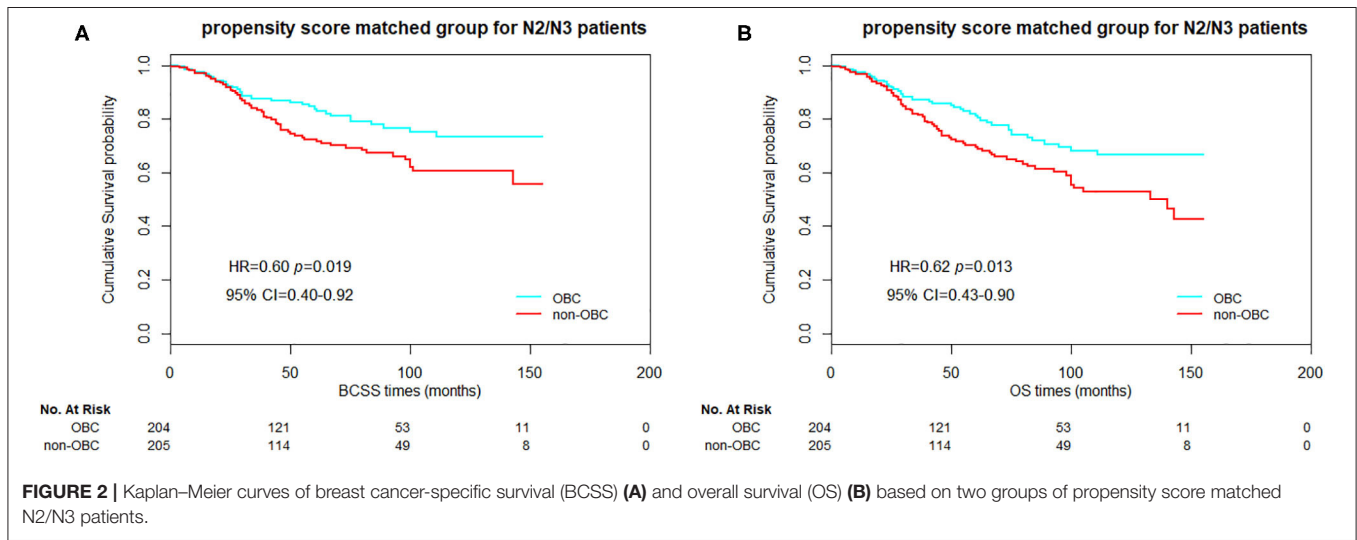 A
propensity score matched group for N2/N3 patients
Cumulative Survival probability
1.0
0.8
0.6
0.4
0.2
0.0
HR=0.60 p=0.019
95% CI=0.40-0.92
OBC
non-OBC
0 50 100 150 200
BCSS times (months)
No. At Risk
OBC 204 121 53 11 0
non-OBC 205 114 49 8 0
B
propensity score matched group for N2/N3 patients
Cumulative Survival probability
1.0
0.8
0.6
0.4
0.2
0.0
HR=0.62 p=0.013
95% CI=0.43-0.90
OBC
non-OBC
0 50 100 150 200
OS times (months)
No. At Risk
OBC 204 121 53 11 0
non-OBC 205 114 49 8 0
FIGURE 2 | Kaplan–Meier curves of breast cancer-specific survival (BCSS) (A) and overall survival (OS) (B) based on two groups of propensity score matched
N2/N3 patients.